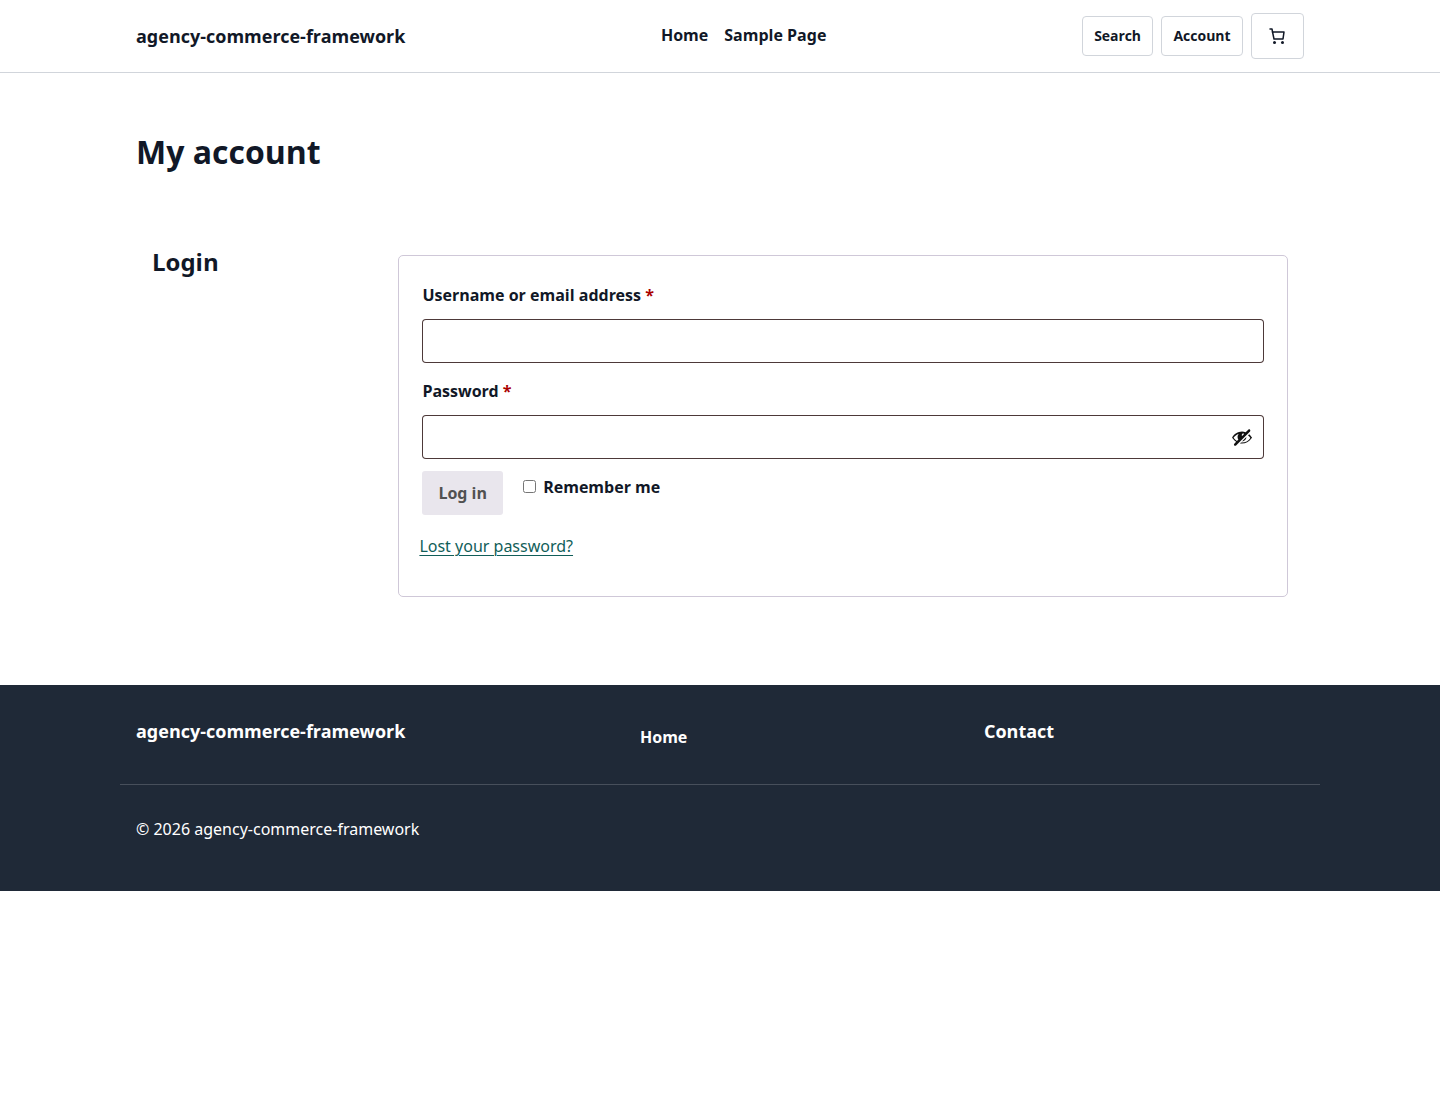 agency-commerce-framework
Home Sample Page
Search Account
My account
Login
Username or email address *
Password *
Log in
Remember me
Lost your password?
agency-commerce-framework
Home
Contact
© 2026 agency-commerce-framework